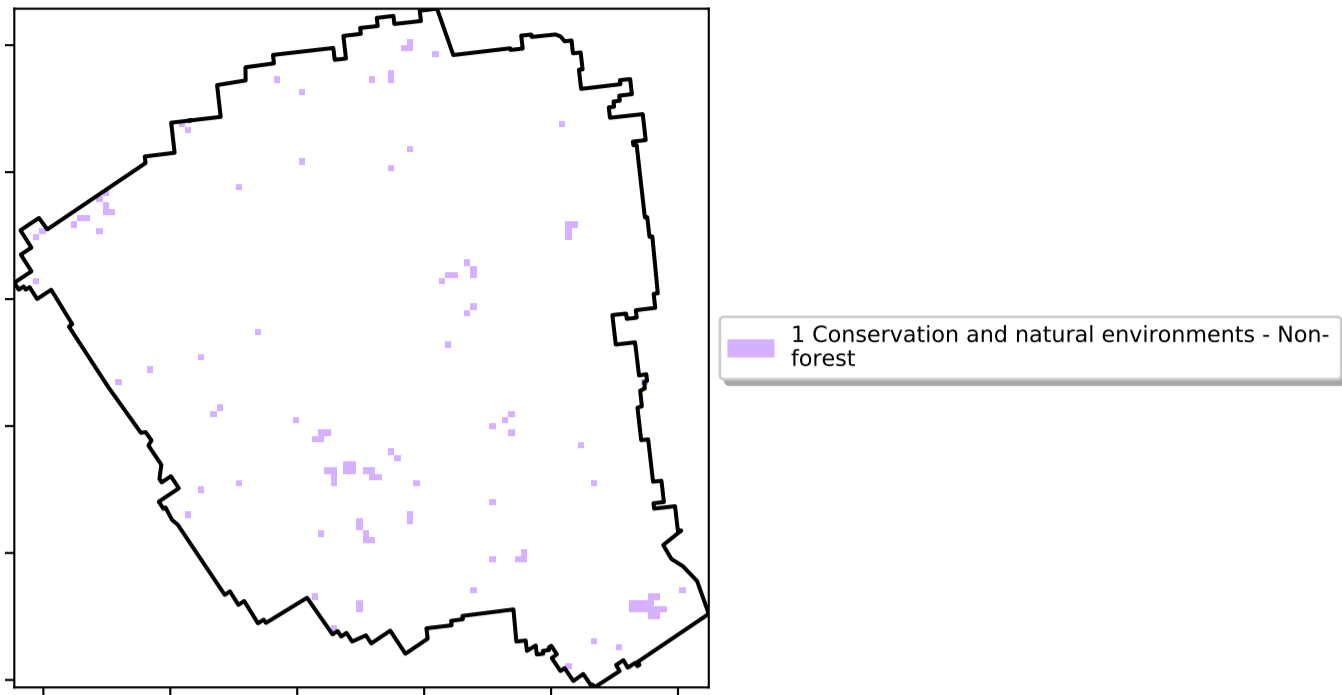 1 Conservation and natural environments - Non-
forest